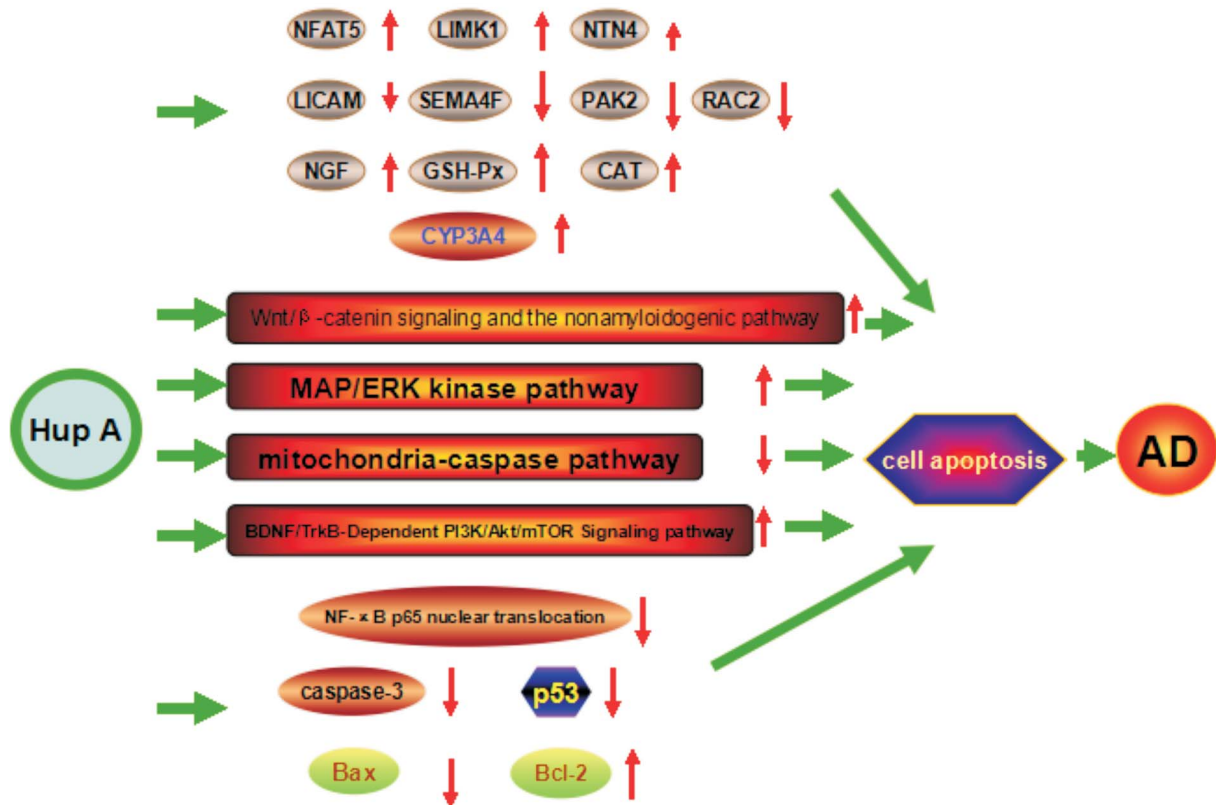 NFAT5
LIMK1
NTN4
LICAM
SEMA4F
PAK2
RAC2
NGF
GSH-Px
CAT
CYP3A4
Wnt/β-catenin signaling and the nonamyloidogenic pathway
MAP/ERK kinase pathway
Hup A
mitochondria-caspase pathway
cell apoptosis
AD
BDNF/TrkB-Dependent PI3K/Akt/mTOR Signaling pathway
NF-κB p65 nuclear translocation
caspase-3
p53
Bax
Bcl-2